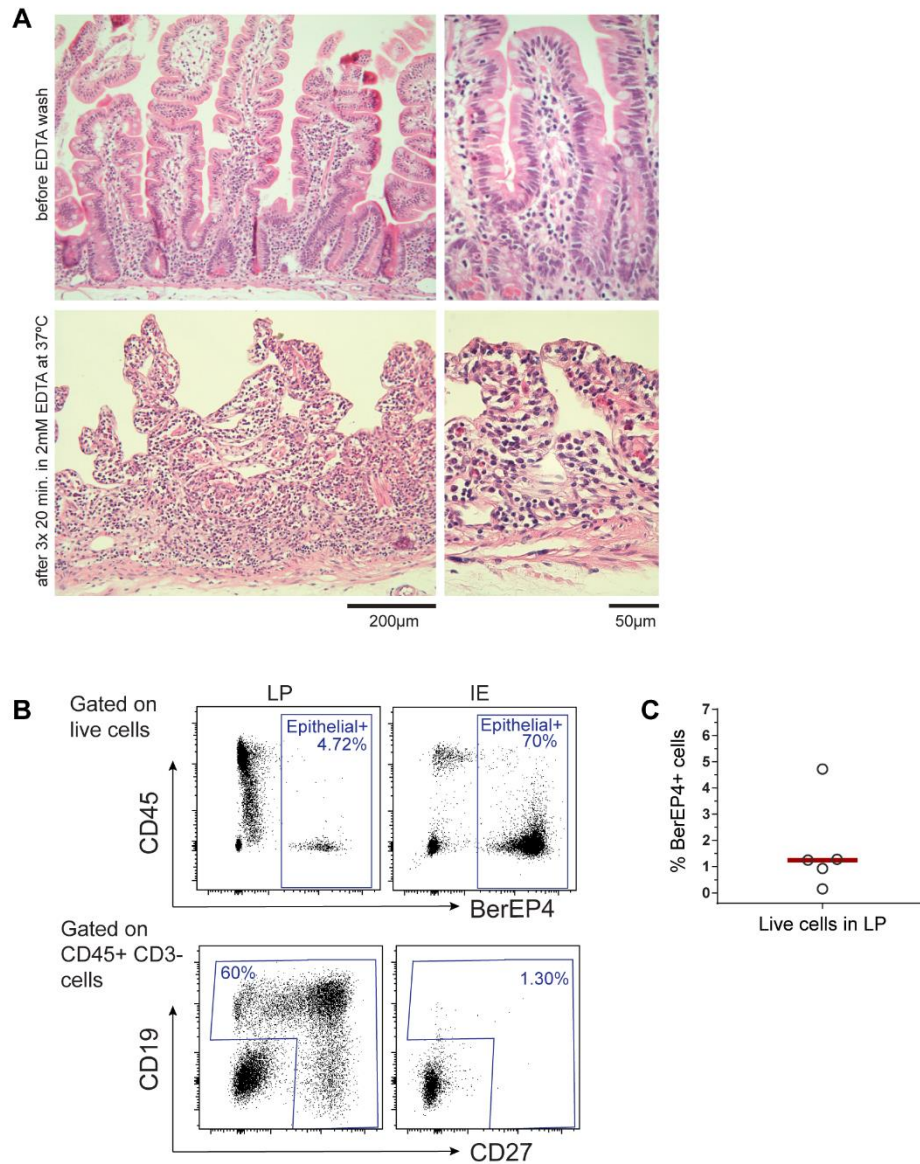 A
before EDTA wash
after 3x 20 min. in 2mM EDTA at 37ºC
200µm
50µm
B
Gated on
live cells
LP
IE
Epithelial+
4.72%
Epithelial+
70%
CD45
BerEP4
Gated on
CD45+ CD3-
cells
60%
1.30%
CD19
CD27
C
% BerEP4+ cells
7
6
5
4
3
2
1
0
Live cells in LP